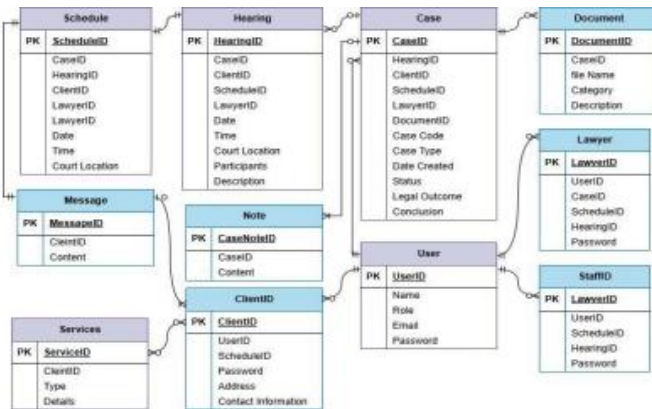 Schedule
PK ScheduleID
CaseID
HearingID
ClientID
LawyerID
LawyerID
Date
Time
Court Location
Hearing
PK HearingID
CaseID
ClientID
ScheduleID
LawyerID
Date
Time
Court Location
Participants
Description
Case
PK CaseID
HearingID
ClientID
ScheduleID
LawyerID
DocumentID
Case Code
Case Type
Date Created
Status
Legal Outcome
Conclusion
Document
PK DocumentID
CaseID
file Name
Category
Description
Lawyer
PK LawyerID
UserID
CaseID
ScheduleID
HearingID
Password
Message
PK MessageID
CleintID
Content
Note
PK CaseNoteID
CaseID
Content
User
PK UserID
Name
Role
Email
Password
StaffID
PK LawyerID
UserID
ScheduleID
HearingID
Password
ClientID
PK ClientID
UserID
ScheduleID
Password
Address
Contact Information
Services
PK ServiceID
CleintID
Type
Details